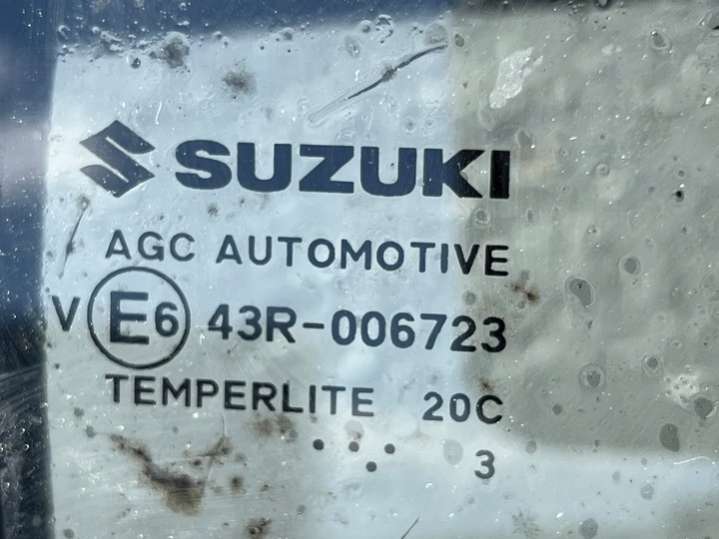 SUZUKI
AGC AUTOMOTIVE
V E6 43R-006723
TEMPERLITE 20C
3